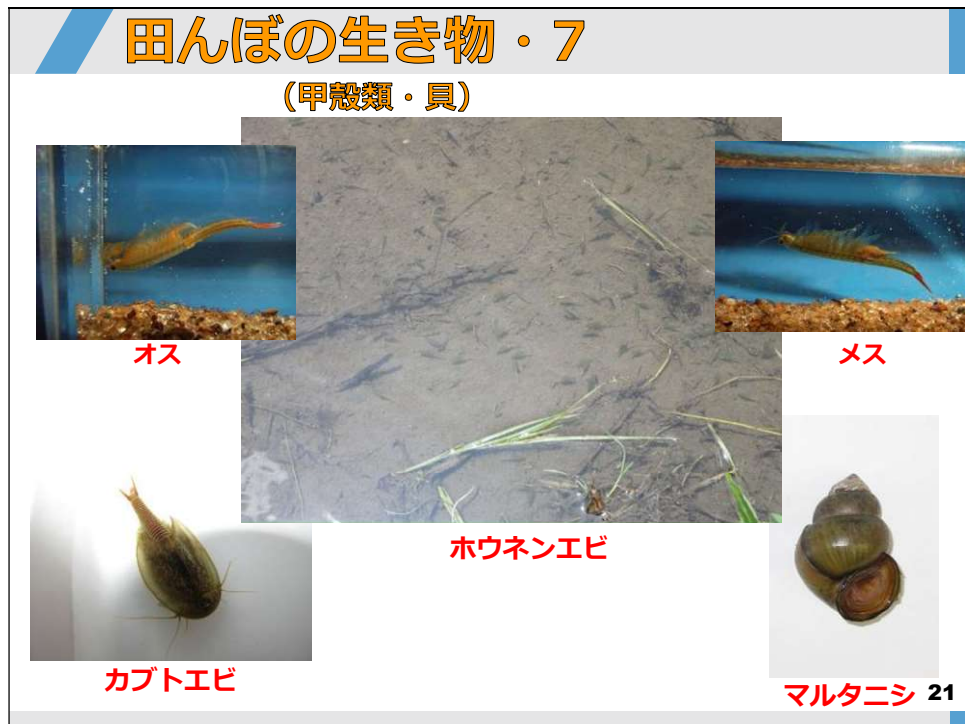 田んぼの生き物・7
（甲殻類・貝）
オス
メス
ホウネンエビ
カブトエビ
マルタニシ
21